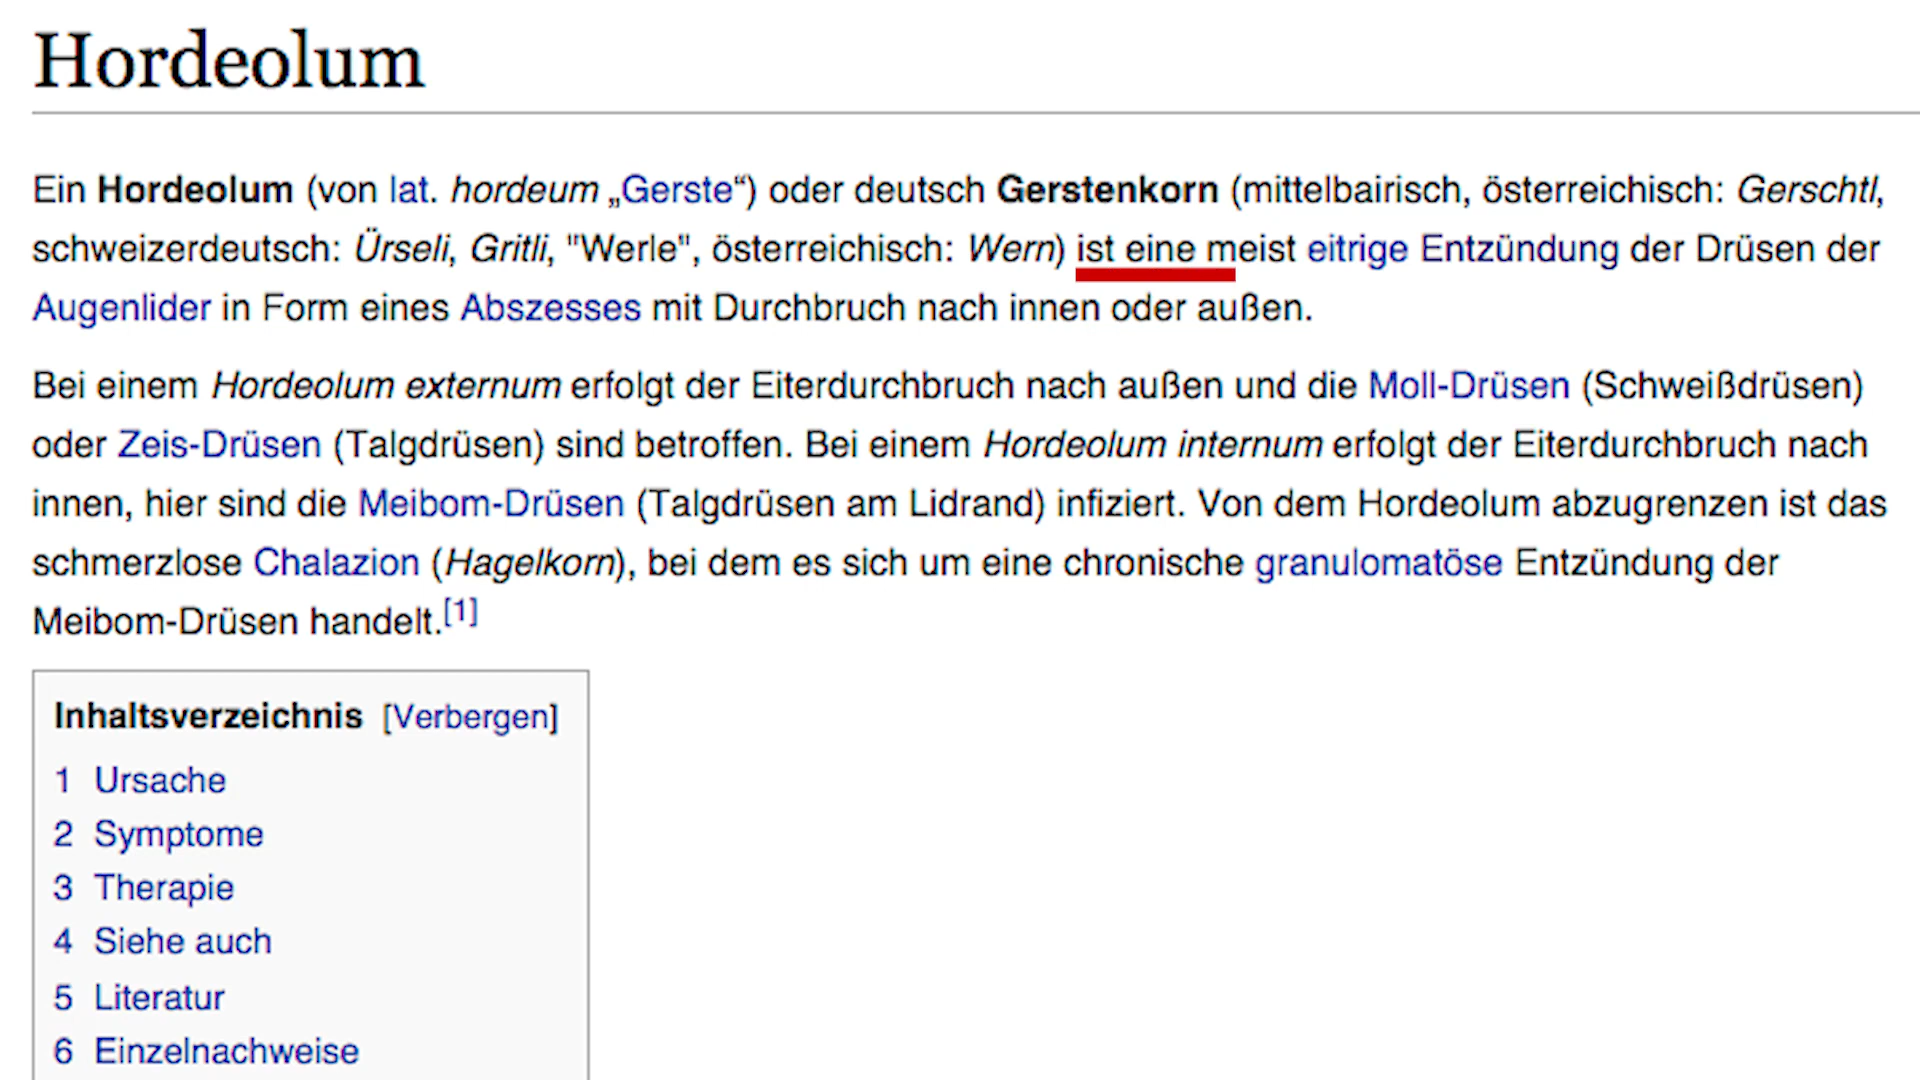 Hordeolum
Ein Hordeolum (von lat. hordeum „Gerste“) oder deutsch Gerstenkorn (mittelbairisch, österreichisch: Gerschtl,
schweizerdeutsch: Ürseli, Gritli, "Werle", österreichisch: Wern) ist eine meist eitrige Entzündung der Drüsen der
Augenlider in Form eines Abszesses mit Durchbruch nach innen oder außen.
Bei einem Hordeolum externum erfolgt der Eiterdurchbruch nach außen und die Moll-Drüsen (Schweißdrüsen)
oder Zeis-Drüsen (Talgdrüsen) sind betroffen. Bei einem Hordeolum internum erfolgt der Eiterdurchbruch nach
innen, hier sind die Meibom-Drüsen (Talgdrüsen am Lidrand) infiziert. Von dem Hordeolum abzugrenzen ist das
schmerzlose Chalazion (Hagelkorn), bei dem es sich um eine chronische granulomatöse Entzündung der
Meibom-Drüsen handelt.[1]
Inhaltsverzeichnis [Verbergen]
1 Ursache
2 Symptome
3 Therapie
4 Siehe auch
5 Literatur
6 Einzelnachweise